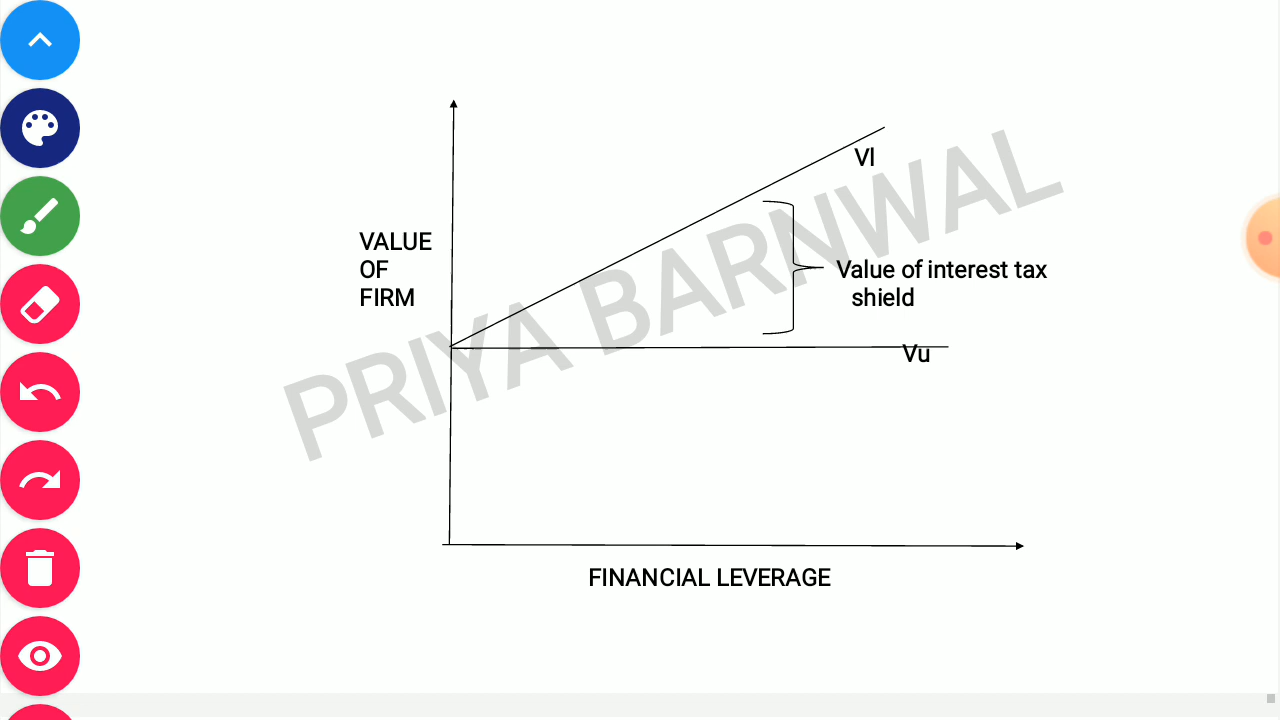 Vl
VALUE
OF
FIRM
Value of interest tax
shield
Vu
FINANCIAL LEVERAGE
PRIYA BARNWAL